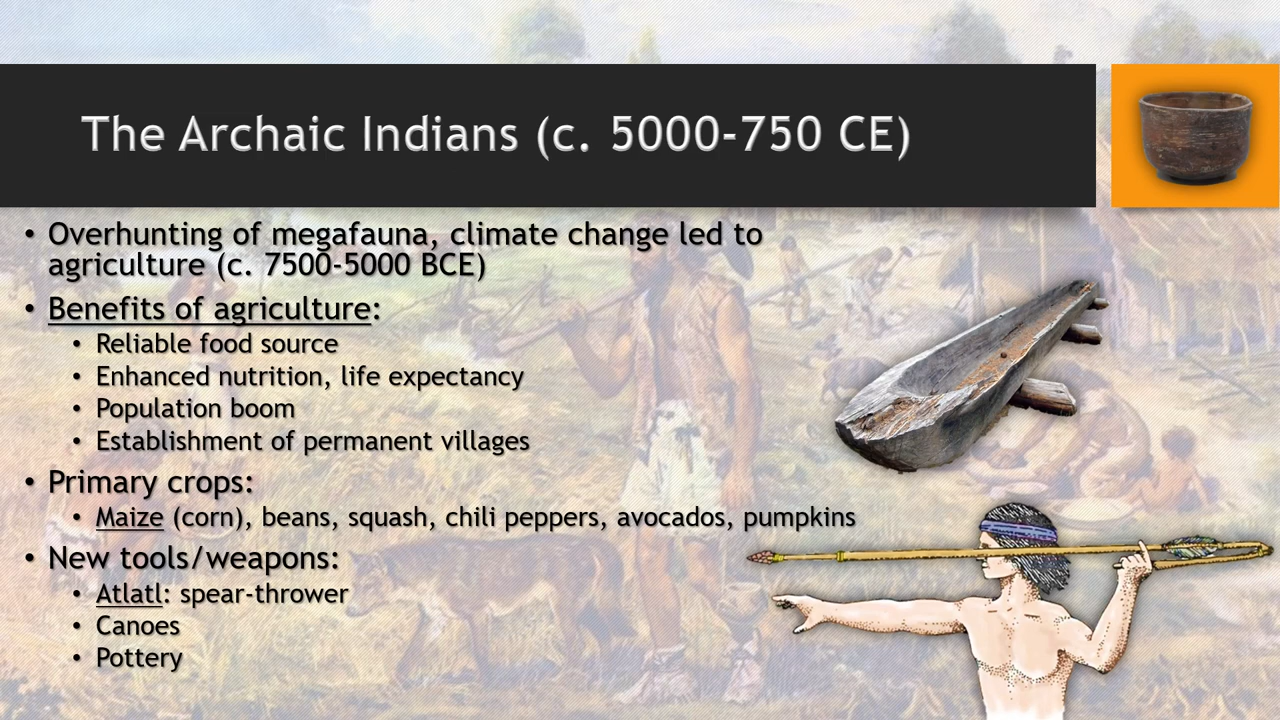 The Archaic Indians (c. 5000-750 CE)
• Overhunting of megafauna, climate change led to
agriculture (c. 7500-5000 BCE)
• Benefits of agriculture:
• Reliable food source
• Enhanced nutrition, life expectancy
• Population boom
• Establishment of permanent villages
• Primary crops:
• Maize (corn), beans, squash, chili peppers, avocados, pumpkins
• New tools/weapons:
• Atlatl: spear-thrower
• Canoes
• Pottery